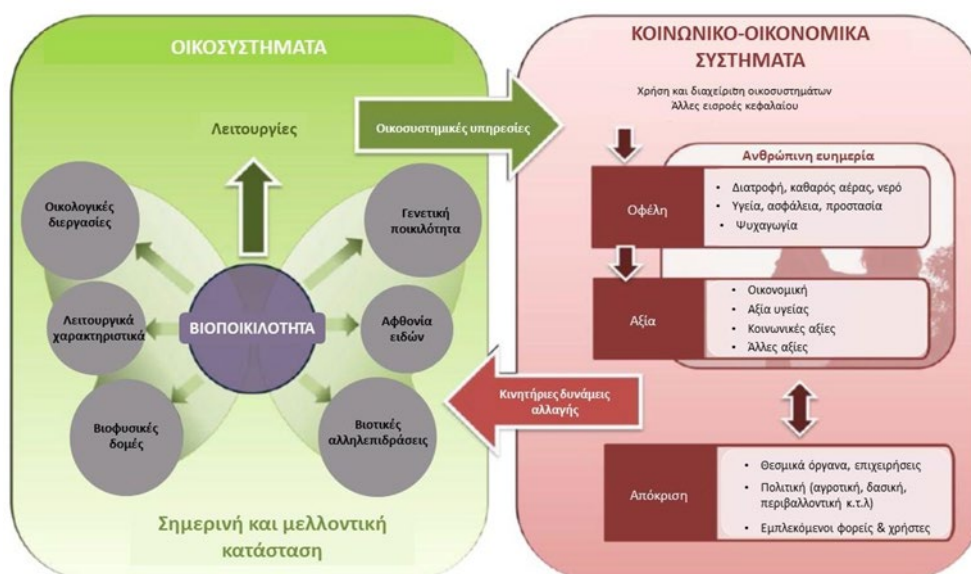 ΟΙΚΟΣΥΣΤΗΜΑΤΑ
Λειτουργίες
Οικολογικές
διεργασίες
Γενετική
ποικιλότητα
Λειτουργικά
χαρακτηριστικά
ΒΙΟΠΟΙΚΙΛΟΤΗΤΑ
Αφθονία
ειδών
Βιοφυσικές
δομές
Βιοτικές
αλληλεπιδράσεις
Σημερινή και μελλοντική
κατάσταση
Οικοσυστημικές υπηρεσίες
Κινητήριες δυνάμεις
αλλαγής
ΚΟΙΝΩΝΙΚΟ-ΟΙΚΟΝΟΜΙΚΑ
ΣΥΣΤΗΜΑΤΑ
Χρήση και διαχείριση οικοσυστημάτων
Άλλες εισροές κεφαλαίου
Ανθρώπινη ευημερία
Οφέλη
• Διατροφή, καθαρός αέρας, νερό
• Υγεία, ασφάλεια, προστασία
• Ψυχαγωγία
Αξία
• Οικονομική
• Αξία υγείας
• Κοινωνικές αξίες
• Άλλες αξίες
Απόκριση
• Θεσμικά όργανα, επιχειρήσεις
• Πολιτική (αγροτική, δασική,
περιβαλλοντική κ.τ.λ)
• Εμπλεκόμενοι φορείς & χρήστες